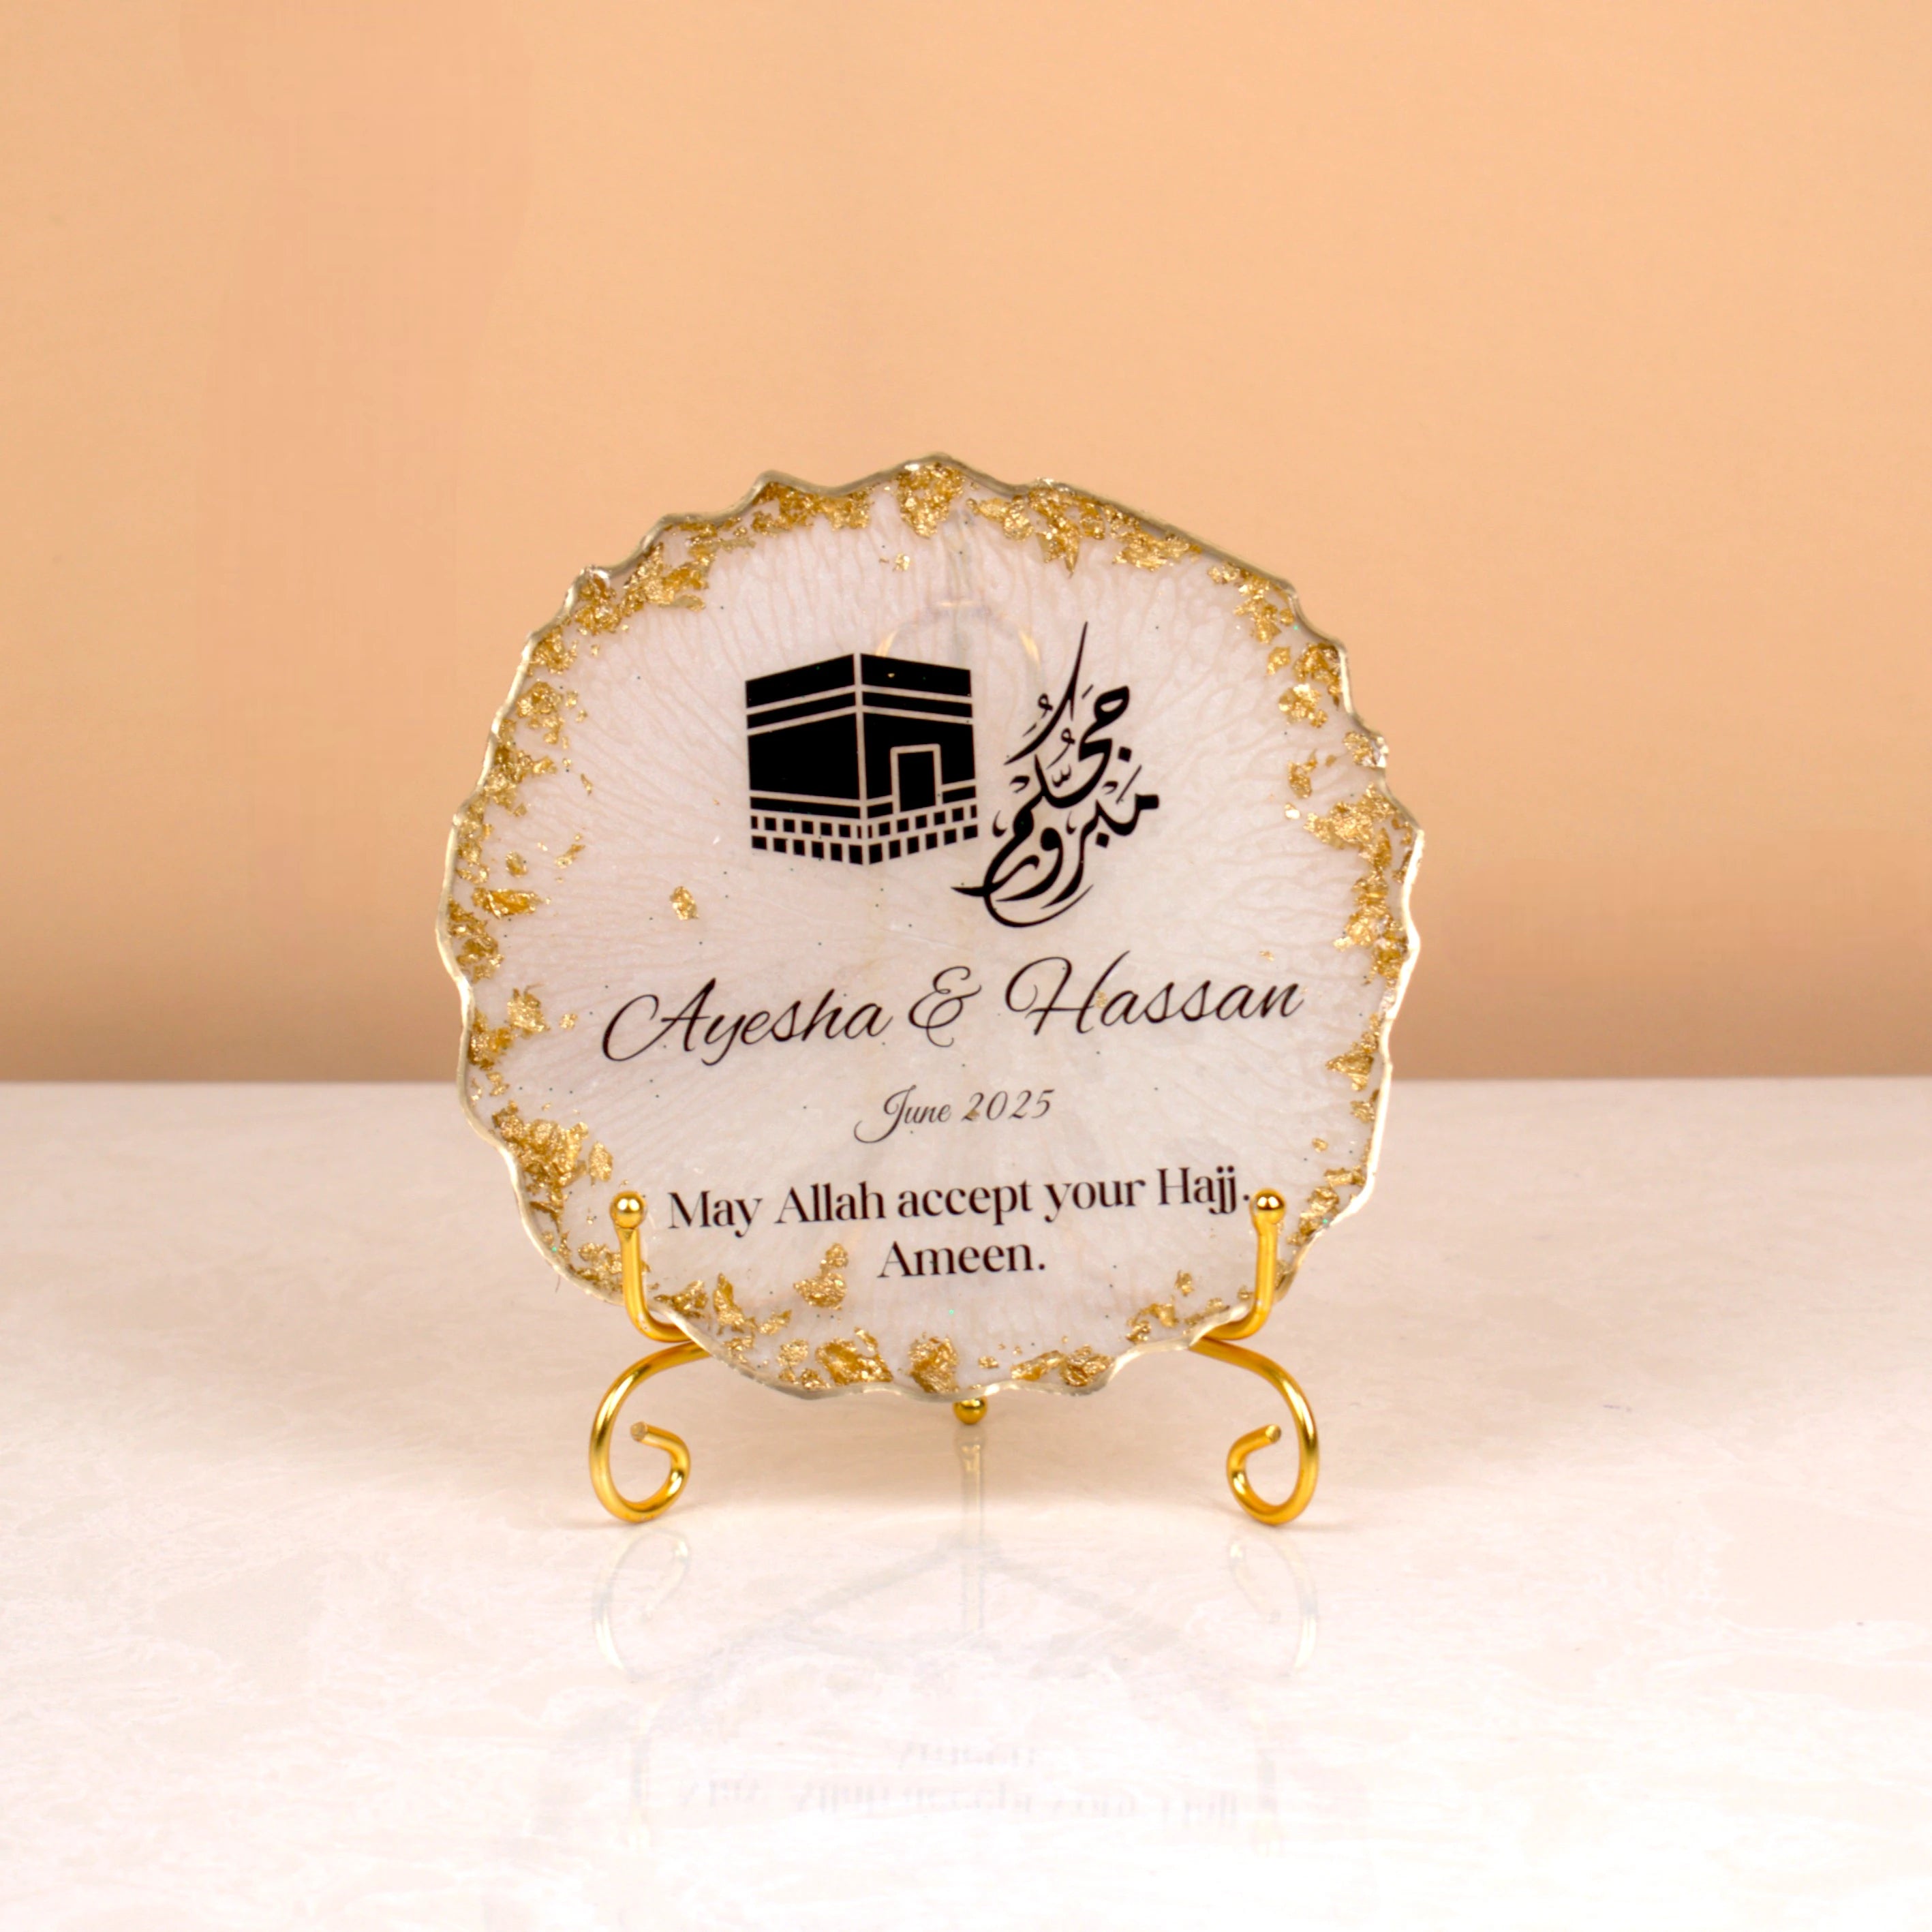 حجكم
مبرور
Ayesha & Hassan
June 2025
May Allah accept your Hajj.
Ameen.